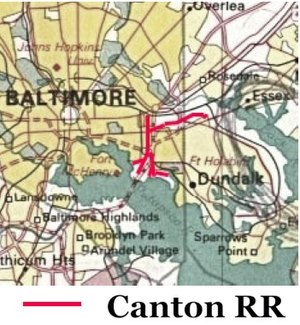 Overlea
Johns Hopkins
Univ
Rosedale
BALTIMORE
Essex
Fort
McHenry
Ft Holabird
Dundalk
Lansdowne
Baltimore Highlands
Brooklyn Park
Sparrows
Point
Arundel Village
thicum Hts
Canton RR